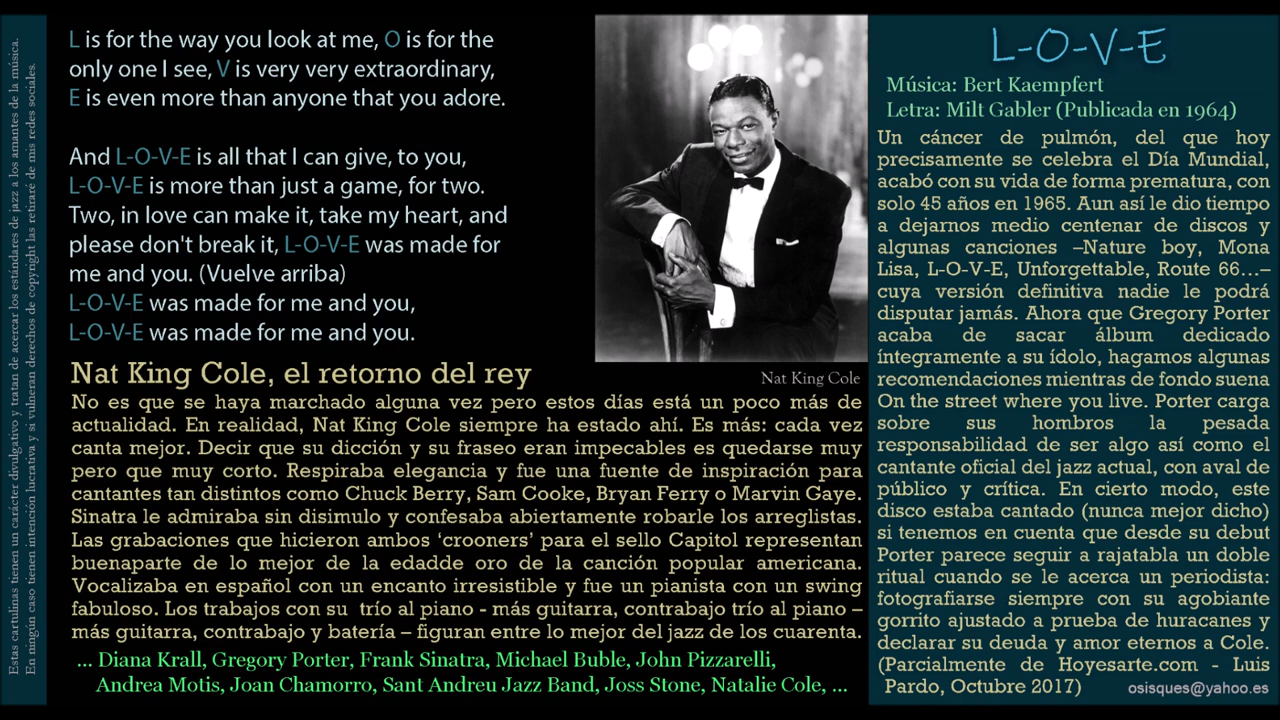 Estas cartulinas tienen un carácter divulgativo y tratan de acercar los estándares de jazz a los amantes de la música.
En ningún caso tienen intención lucrativa y si vulneran derechos de copyright las retiraré de mis redes sociales.
L is for the way you look at me, O is for the
only one I see, V is very very extraordinary,
E is even more than anyone that you adore.
And L-O-V-E is all that I can give, to you,
L-O-V-E is more than just a game, for two.
Two, in love can make it, take my heart, and
please don't break it, L-O-V-E was made for
me and you. (Vuelve arriba)
L-O-V-E was made for me and you,
L-O-V-E was made for me and you.
Nat King Cole
Nat King Cole, el retorno del rey
No es que se haya marchado alguna vez pero estos días está un poco más de
actualidad. En realidad, Nat King Cole siempre ha estado ahí. Es más: cada vez
canta mejor. Decir que su dicción y su fraseo eran impecables es quedarse muy
pero que muy corto. Respiraba elegancia y fue una fuente de inspiración para
cantantes tan distintos como Chuck Berry, Sam Cooke, Bryan Ferry o Marvin Gaye.
Sinatra le admiraba sin disimulo y confesaba abiertamente robarle los arreglistas.
Las grabaciones que hicieron ambos ‘crooners’ para el sello Capitol representan
buenaparte de lo mejor de la edadde oro de la canción popular americana.
Vocalizaba en español con un encanto irresistible y fue un pianista con un swing
fabuloso. Los trabajos con su trío al piano - más guitarra, contrabajo trío al piano –
más guitarra, contrabajo y batería – figuran entre lo mejor del jazz de los cuarenta.
... Diana Krall, Gregory Porter, Frank Sinatra, Michael Buble, John Pizzarelli,
Andrea Motis, Joan Chamorro, Sant Andreu Jazz Band, Joss Stone, Natalie Cole, ...
L-O-V-E
Música: Bert Kaempfert
Letra: Milt Gabler (Publicada en 1964)
Un cáncer de pulmón, del que hoy
precisamente se celebra el Día Mundial,
acabó con su vida de forma prematura, con
solo 45 años en 1965. Aun así le dio tiempo
a dejarnos medio centenar de discos y
algunas canciones –Nature boy, Mona
Lisa, L-O-V-E, Unforgettable, Route 66...–
cuya versión definitiva nadie le podrá
disputar jamás. Ahora que Gregory Porter
acaba de sacar álbum dedicado
íntegramente a su ídolo, hagamos algunas
recomendaciones mientras de fondo suena
On the street where you live. Porter carga
sobre sus hombros la pesada
responsabilidad de ser algo así como el
cantante oficial del jazz actual, con aval de
público y crítica. En cierto modo, este
disco estaba cantado (nunca mejor dicho)
si tenemos en cuenta que desde su debut
Porter parece seguir a rajatabla un doble
ritual cuando se le acerca un periodista:
fotografiarse siempre con su agobiante
gorrito ajustado a prueba de huracanes y
declarar su deuda y amor eternos a Cole.
(Parcialmente de Hoyesarte.com - Luis
Pardo, Octubre 2017)
osisques@yahoo.es